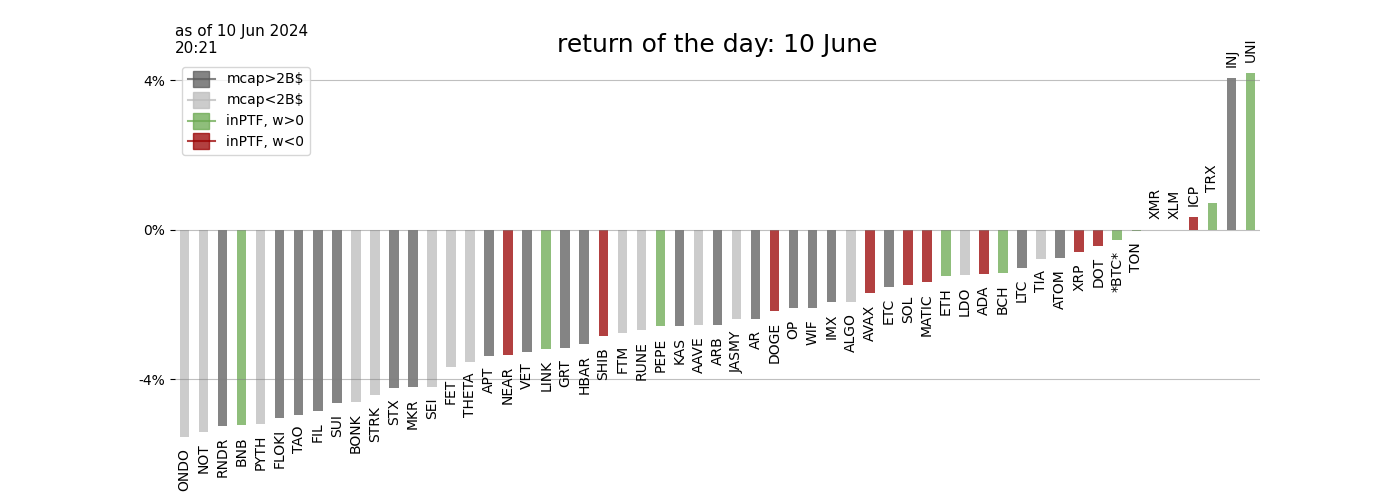 as of 10 Jun 2024
20:21
return of the day: 10 June
mcap>2B$
mcap<2B$
inPTF, w>0
inPTF, w<0
4%
0%
-4%
ONDO
NOT
RNDR
BNB
PYTH
FLOKI
TAO
FIL
SUI
BONK
STRK
STX
MKR
SEI
FET
THETA
APT
NEAR
VET
LINK
GRT
HBAR
SHIB
FTM
RUNE
PEPE
KAS
AAVE
ARB
JASMY
AR
DOGE
OP
WIF
IMX
ALGO
AVAX
ETC
SOL
MATIC
ETH
LDO
ADA
BCH
LTC
TIA
ATOM
XRP
DOT
*BTC*
TON
XMR
XLM
ICP
TRX
INJ
UNI